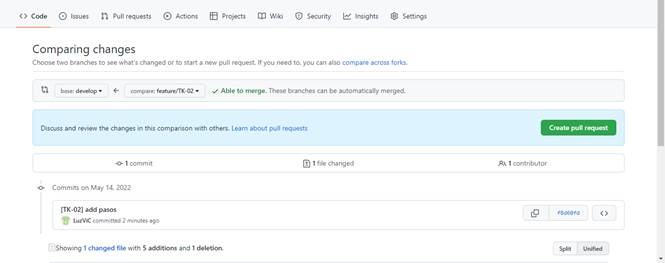 Code Issues Pull requests Actions Projects Wiki Security Insights Settings
Comparing changes
Choose two branches to see what's changed or to start a new pull request. If you need to, you can also compare across forks.
base: develop compare: feature/TK-02 Able to merge. These branches can be automatically merged.
Discuss and review the changes in this comparison with others. Learn about pull requests Create pull request
1 commit 1 file changed 1 contributor
Commits on May 14, 2022
[TK-02] add pasos
LuzViC committed 2 minutes ago
Showing 1 changed file with 5 additions and 1 deletion. Split Unified